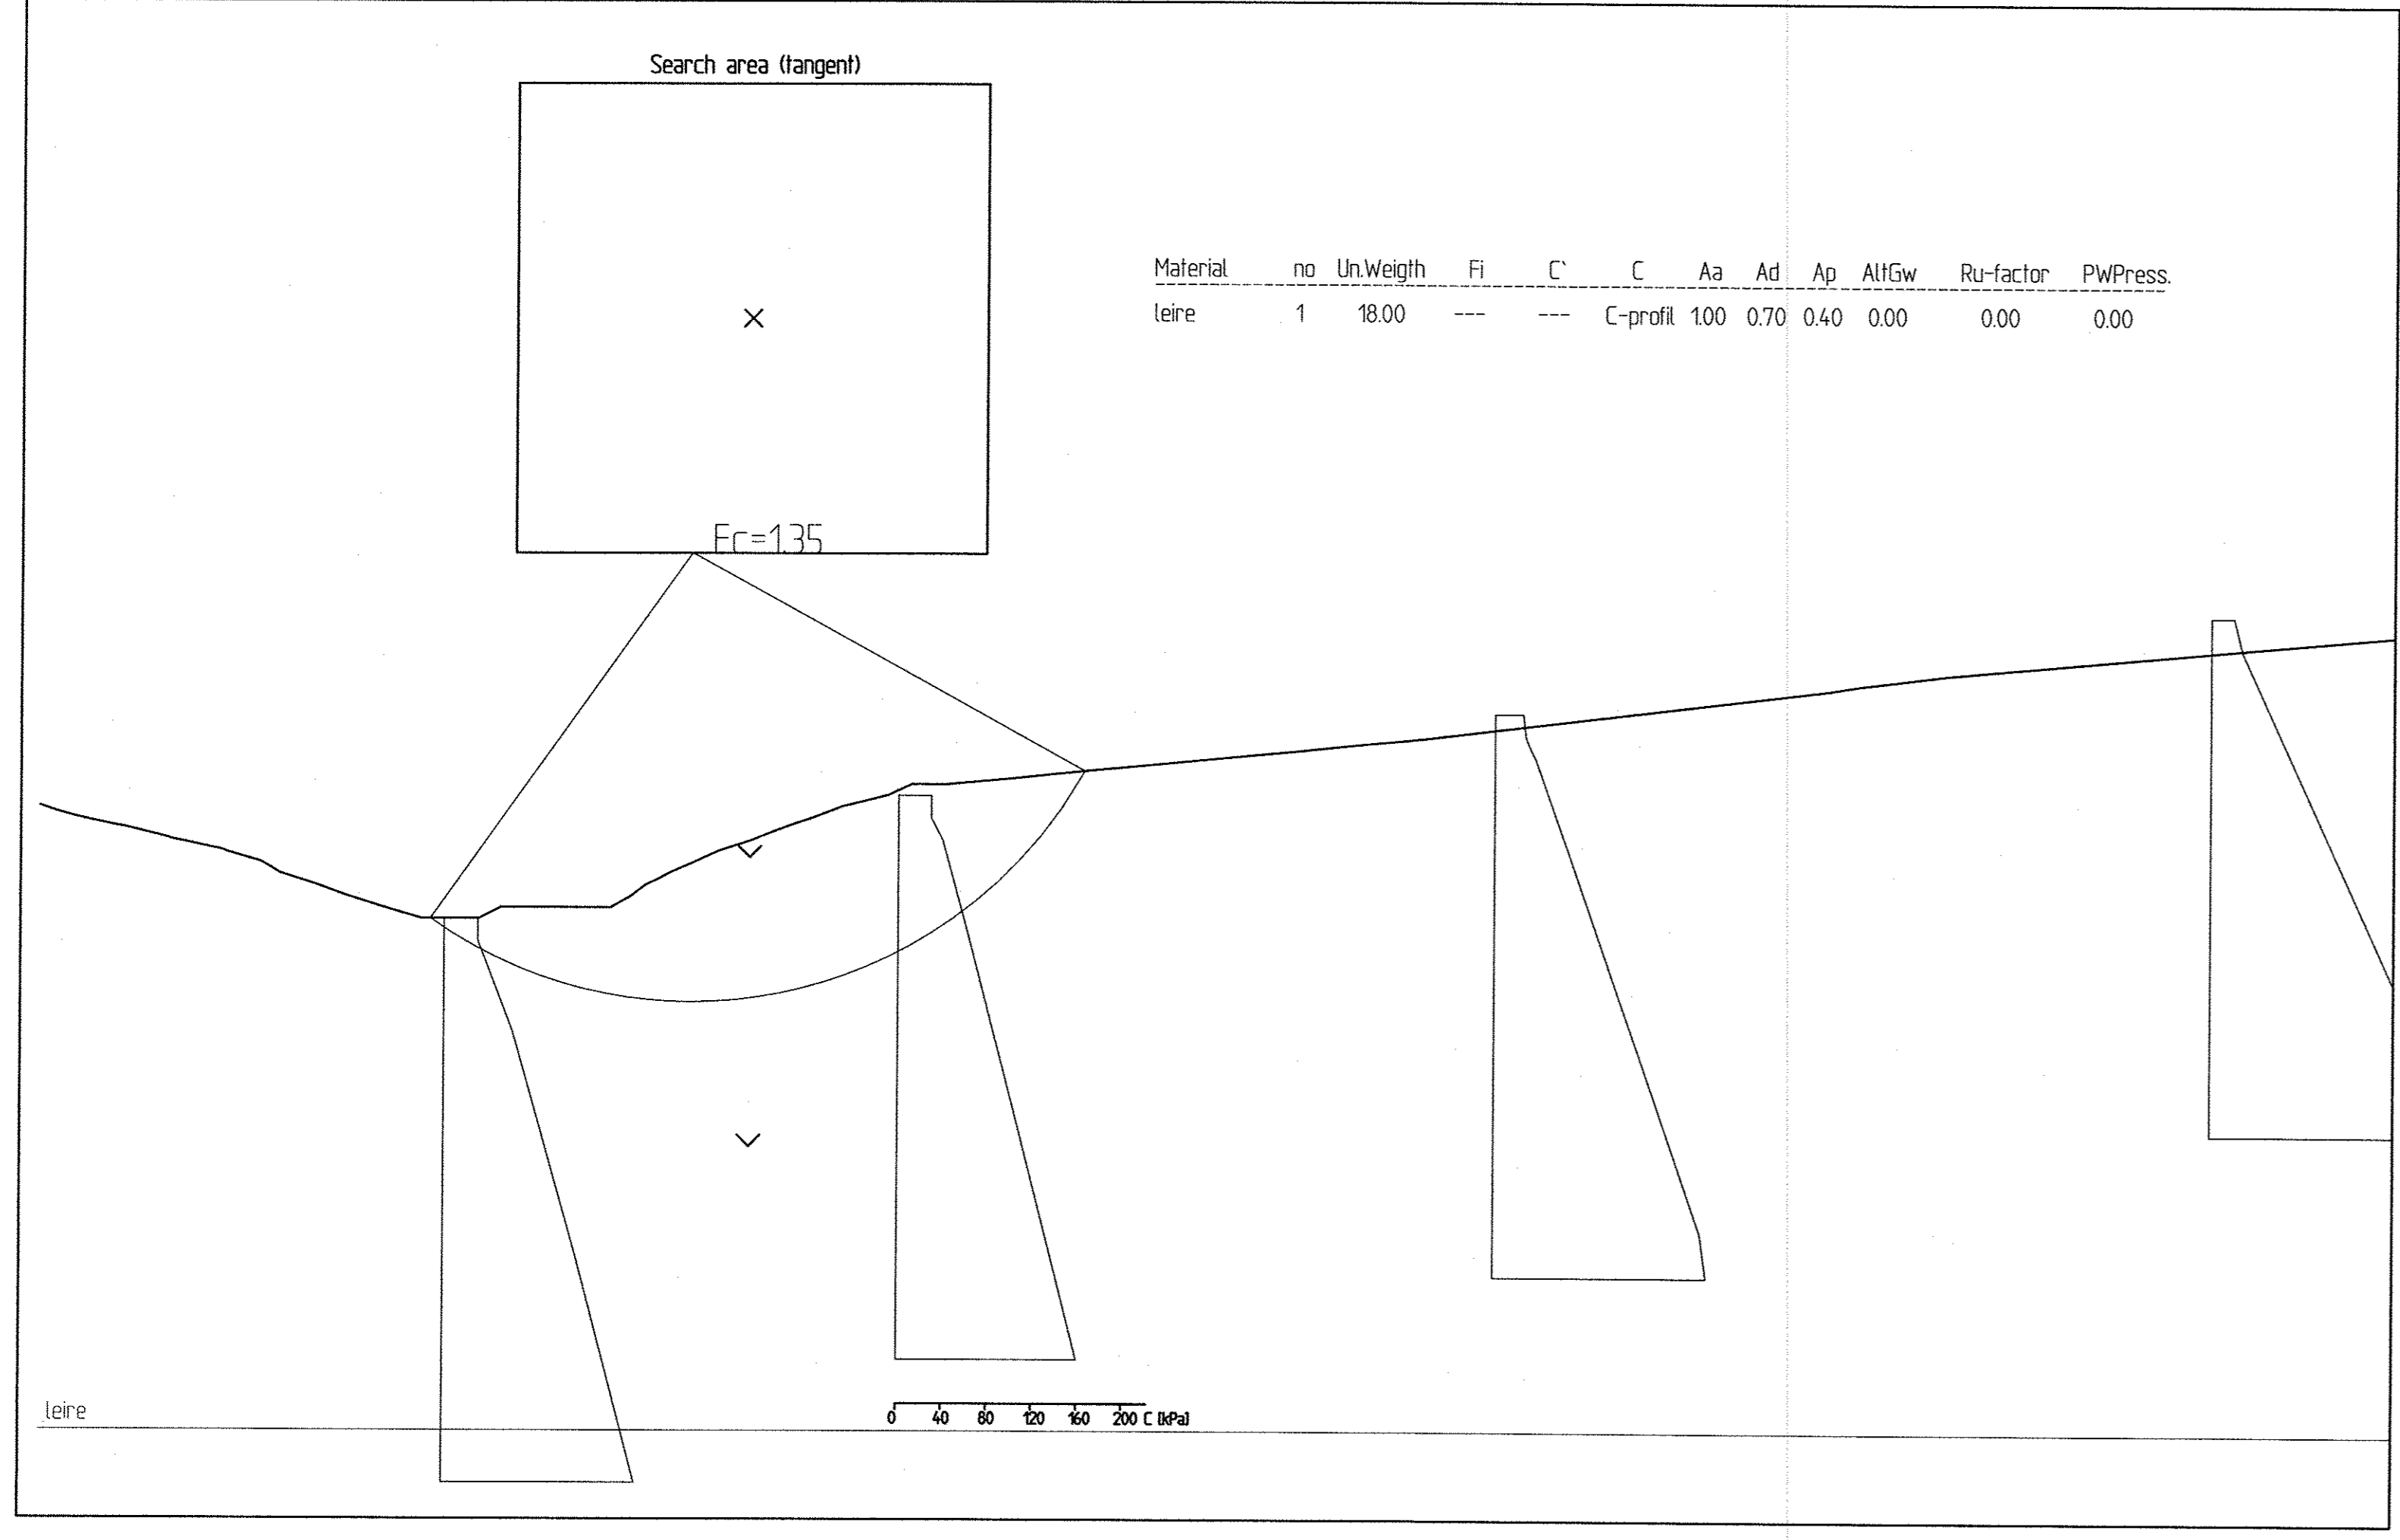 Search area (tangent)
Material no Un.Weigth Fi C` C Aa Ad Ap AltGw Ru-factor PWPress.
leire 1 18.00 --- --- C-profil 1.00 0.70 0.40 0.00 0.00 0.00
Fc=1.35
leire
0 40 80 120 160 200 C [kPa]